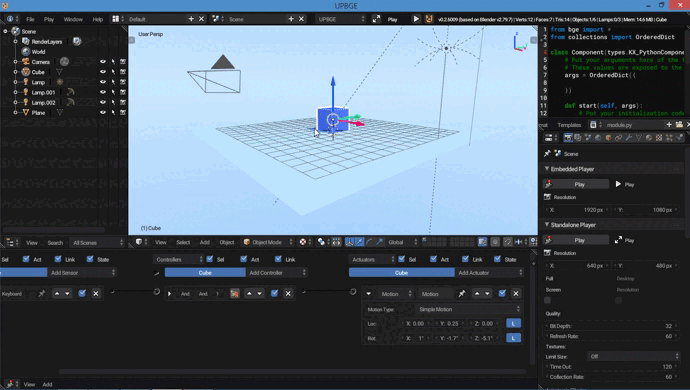 UPBGE
File Render Window Help Default Scene UPBGE Play v0.2.6009 (based on Blender v2.79.7) | Verts:12 | Faces:7 | Tris:14 | Objects:1/6 | Lamps:0/3 | Mem: 14.6 MB | Cube
Scene
RenderLayers
World
Camera
Cube
Lamp
Lamp.001
Lamp.002
Plane
User Persp
(1) Cube
View Search All Scenes
View Select Add Object Object Mode Global
from bge import *
from collections import OrderedDict
class Component(types.KX_PythonCompone
# Put your arguments here of the f
# These values are exposed to the
args = OrderedDict({
})
def start(self, args):
# Put your initialization code
mat Templates module.py
Scene
Embedded Player
Play Play
Resolution
X: 1920 px Y: 1080 px
Standalone Player
Play Play
Resolution
X: 640 px Y: 480 px
Full Desktop
Screen Resolution
Quality:
Bit Depth: 32
Refresh Rate: 60
Textures:
Limit Size: Off
Time Out: 120
Collection Rate: 60
Sel Act Link State
Add Sensor
Keyboard
Controllers Sel Act Link
Cube Add Controller
And And 1
Actuators Sel Act Link State
Cube Add Actuator
Motion Motion
Motion Type: Simple Motion
Loc: X: 0.00 Y: 0.25 Z: 0.00 L
Rot: X: 1° Y: -1.7° Z: -5.1° L
View Add